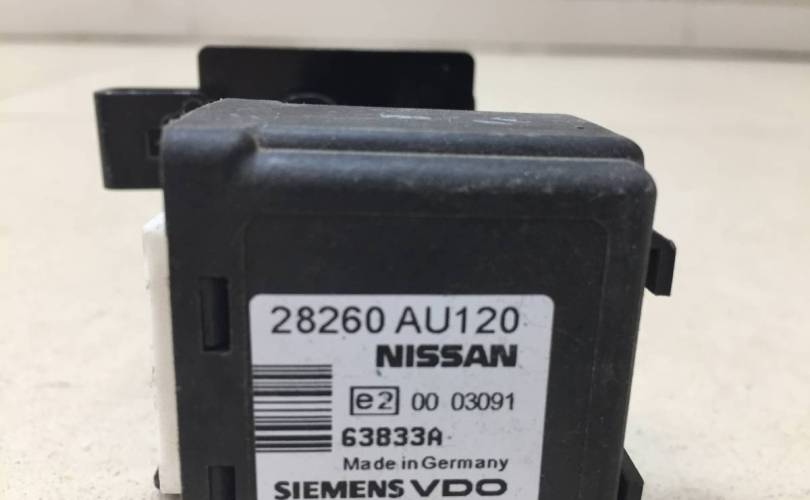 28260 AU120
NISSAN
e2 00 03091
63833A
Made in Germany
SIEMENS VDO